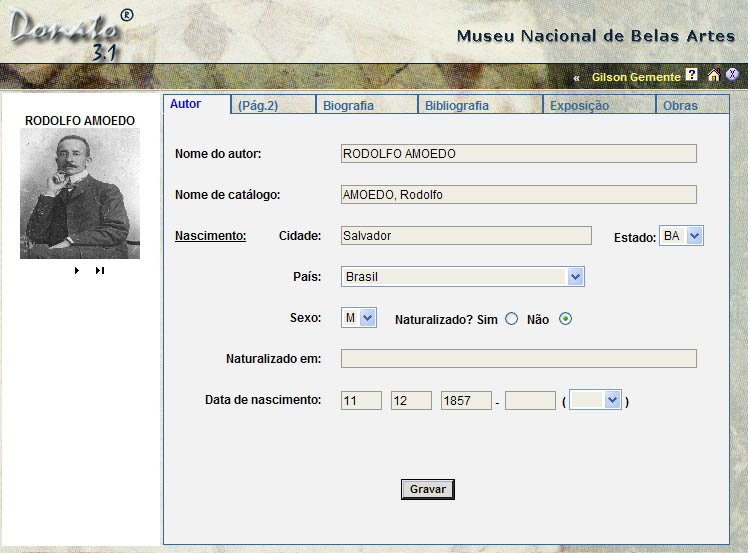 Donato®
3.1
Museu Nacional de Belas Artes
« Gilson Gemente ? X
RODOLFO AMOEDO
Autor (Pág.2) Biografia Bibliografia Exposição Obras
Nome do autor: RODOLFO AMOEDO
Nome de catálogo: AMOEDO, Rodolfo
Nascimento: Cidade: Salvador Estado: BA
País: Brasil
Sexo: M Naturalizado? Sim Não
Naturalizado em:
Data de nascimento: 11 12 1857 - ( )
Gravar